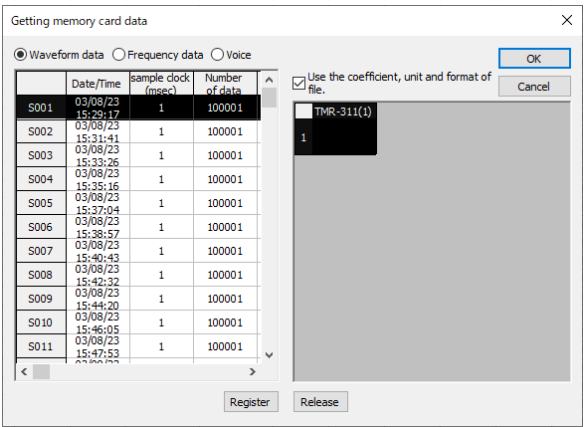 Getting memory card data
Waveform data Frequency data Voice
OK
Cancel
Use the coefficient, unit and format of
file.
Date/Time sample clock (msec) Number of data
S001 03/08/23 15:29:17 1 100001
S002 03/08/23 15:31:41 1 100001
S003 03/08/23 15:33:26 1 100001
S004 03/08/23 15:35:16 1 100001
S005 03/08/23 15:37:04 1 100001
S006 03/08/23 15:38:57 1 100001
S007 03/08/23 15:40:43 1 100001
S008 03/08/23 15:42:32 1 100001
S009 03/08/23 15:44:20 1 100001
S010 03/08/23 15:46:05 1 100001
S011 03/08/23 15:47:53 1 100001
TMR-311(1)
1
Register
Release